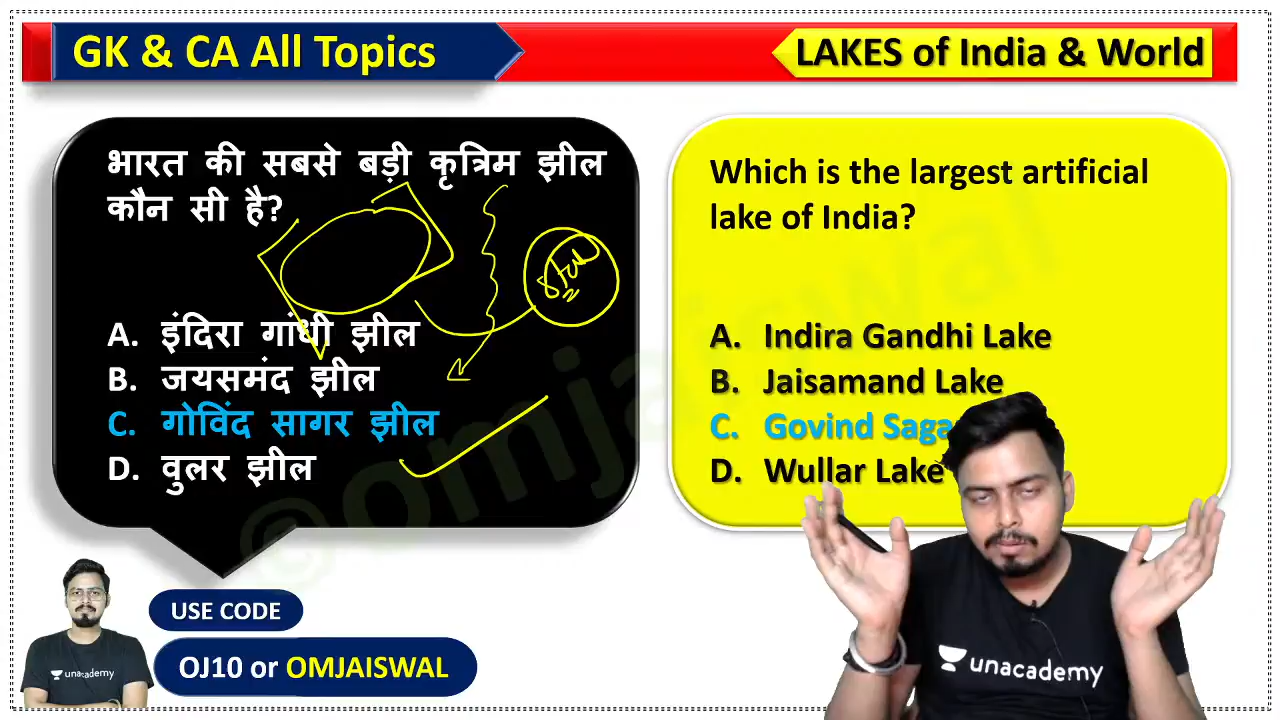 GK & CA All Topics
LAKES of India & World
भारत की सबसे बड़ी कृत्रिम झील
कौन सी है?
A. इंदिरा गांधी झील
B. जयसमंद झील
C. गोविंद सागर झील
D. वुलर झील
Which is the largest artificial
lake of India?
A. Indira Gandhi Lake
B. Jaisamand Lake
C. Govind Saga
D. Wullar Lake
@omjaiswal
USE CODE
OJ10 or OMJAISWAL
unacademy
unacademy